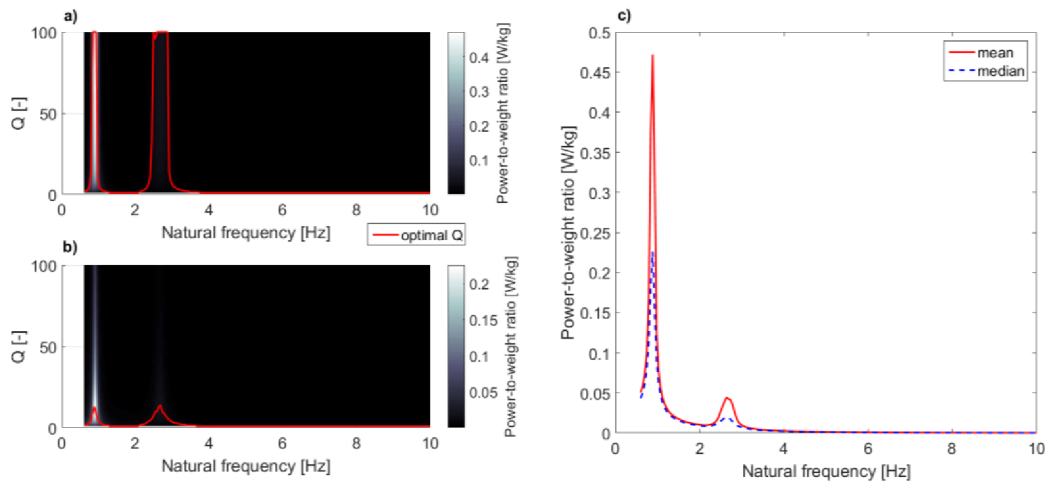 a)
100
50
0
Q [-]
0 2 4 6 8 10
Natural frequency [Hz]
0.4
0.3
0.2
0.1
Power-to-weight ratio [W/kg]
optimal Q
b)
100
50
0
Q [-]
0 2 4 6 8 10
Natural frequency [Hz]
0.2
0.15
0.1
0.05
Power-to-weight ratio [W/kg]
c)
0.5
0.45
0.4
0.35
0.3
0.25
0.2
0.15
0.1
0.05
0
Power-to-weight ratio [W/kg]
0 2 4 6 8 10
Natural frequency [Hz]
mean
median